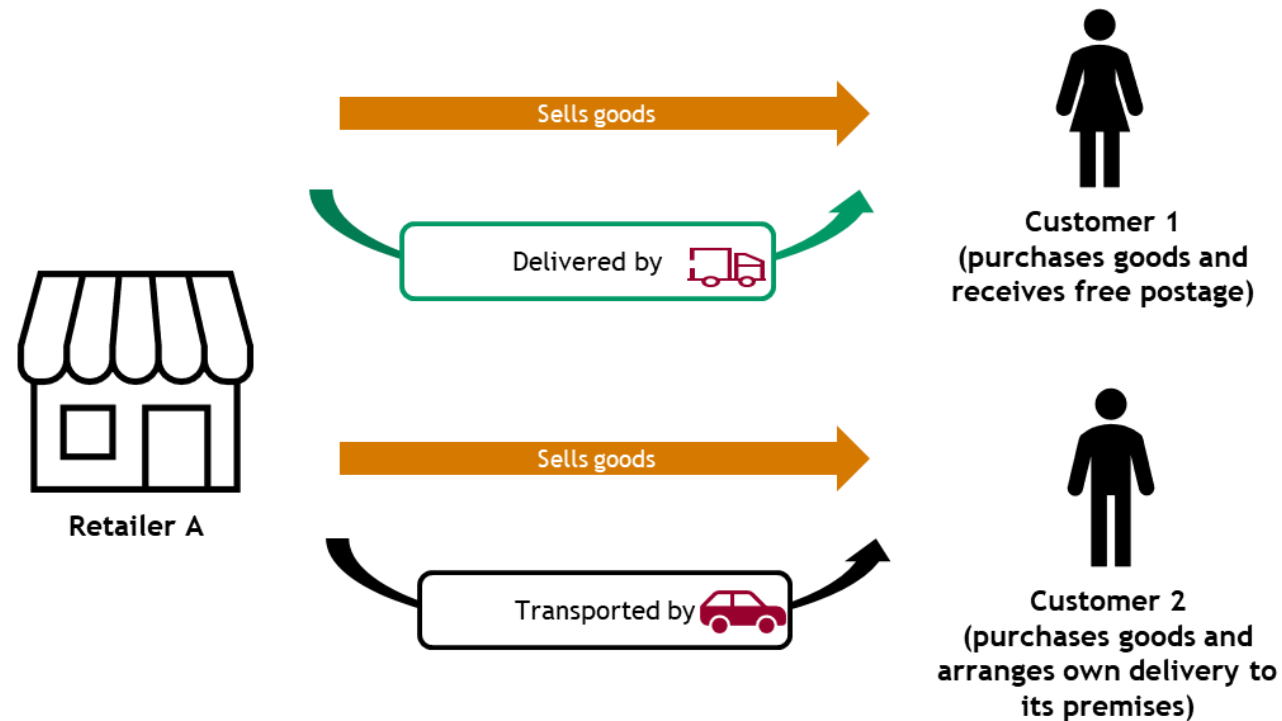 Sells goods
Delivered by
Customer 1
(purchases goods and
receives free postage)
Retailer A
Sells goods
Transported by
Customer 2
(purchases goods and
arranges own delivery to
its premises)